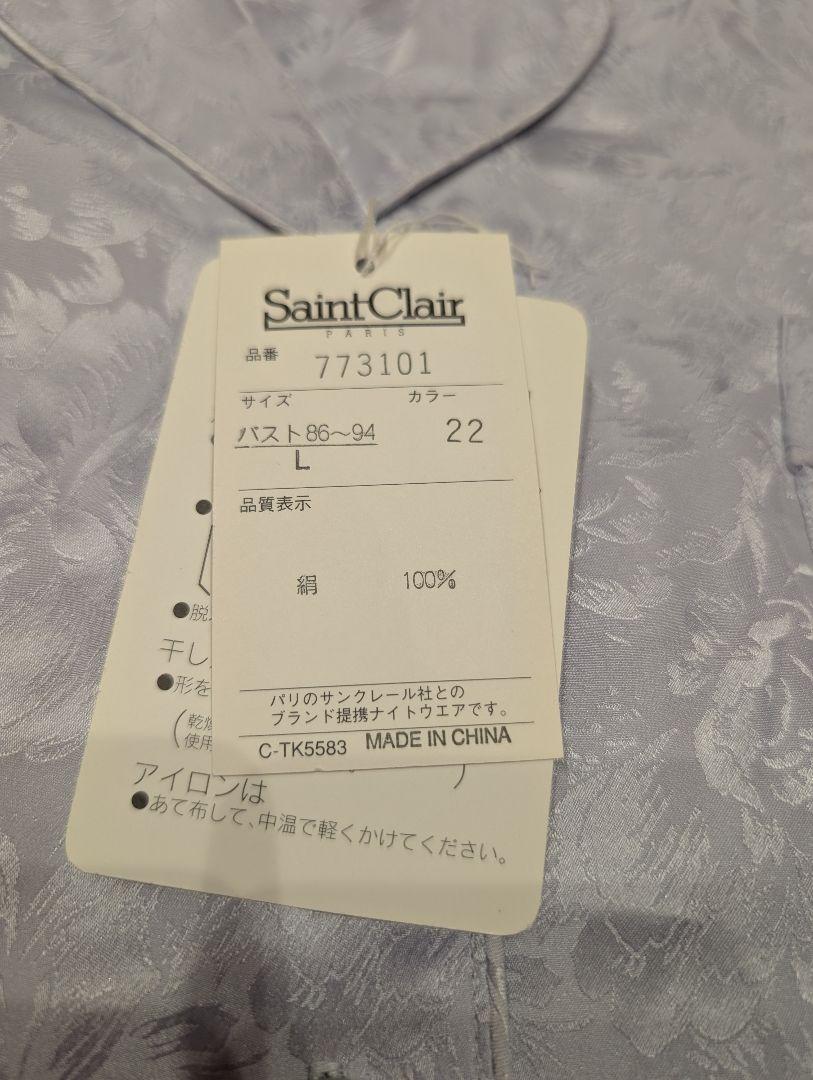 Saint-Clair
PARIS
品番 773101
サイズ カラー
バスト86〜94 22
L
品質表示
絹 100%
パリのサンクレール社との
ブランド提携ナイトウエアです。
C-TK5583 MADE IN CHINA
●脱
干し
●形を
(乾燥
使用
アイロンは
●あて布して、中温で軽くかけてください。